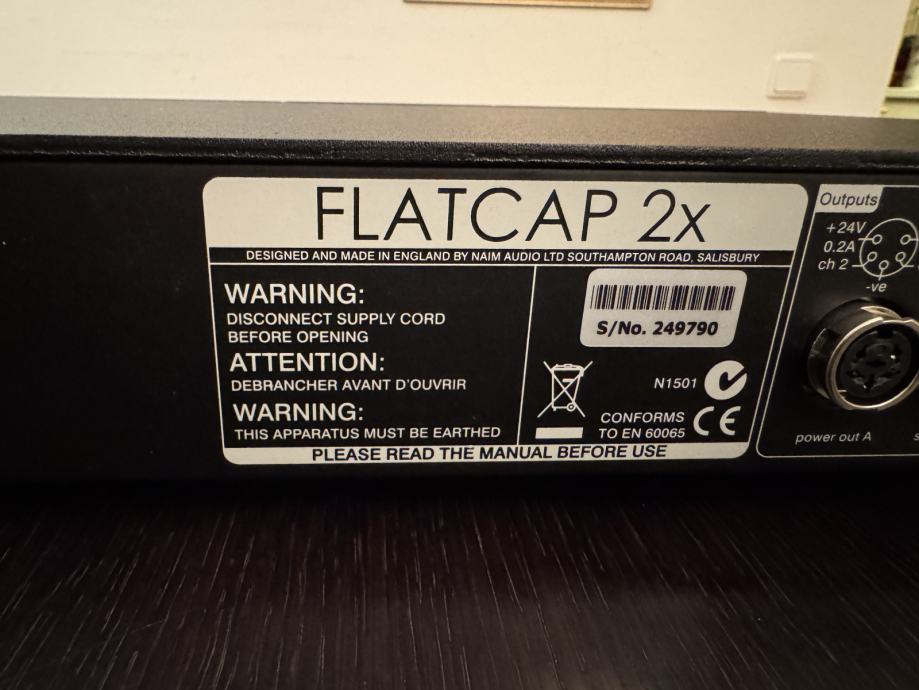 FLATCAP 2x
DESIGNED AND MADE IN ENGLAND BY NAIM AUDIO LTD SOUTHAMPTON ROAD, SALISBURY
WARNING:
DISCONNECT SUPPLY CORD
BEFORE OPENING
ATTENTION:
DEBRANCHER AVANT D'OUVRIR
WARNING:
THIS APPARATUS MUST BE EARTHED
S/No. 249790
N1501
CONFORMS
TO EN 60065
CE
PLEASE READ THE MANUAL BEFORE USE
Outputs
+24V
0.2A
ch 2
-ve
power out A